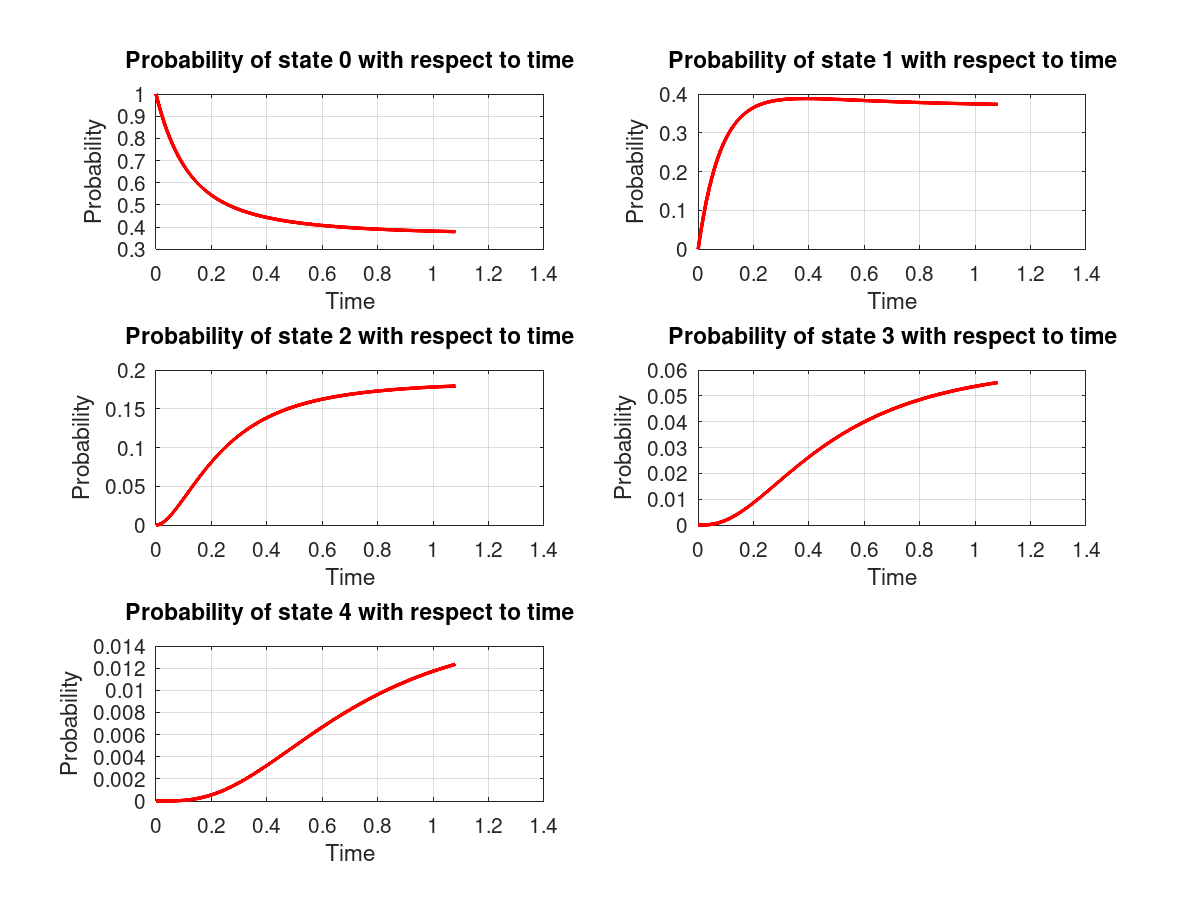 Probability of state 0 with respect to time
Probability
1
0.9
0.8
0.7
0.6
0.5
0.4
0.3
0 0.2 0.4 0.6 0.8 1 1.2 1.4
Time
Probability of state 1 with respect to time
Probability
0.4
0.3
0.2
0.1
0
0 0.2 0.4 0.6 0.8 1 1.2 1.4
Time
Probability of state 2 with respect to time
Probability
0.2
0.15
0.1
0.05
0
0 0.2 0.4 0.6 0.8 1 1.2 1.4
Time
Probability of state 3 with respect to time
Probability
0.06
0.05
0.04
0.03
0.02
0.01
0
0 0.2 0.4 0.6 0.8 1 1.2 1.4
Time
Probability of state 4 with respect to time
Probability
0.014
0.012
0.01
0.008
0.006
0.004
0.002
0
0 0.2 0.4 0.6 0.8 1 1.2 1.4
Time